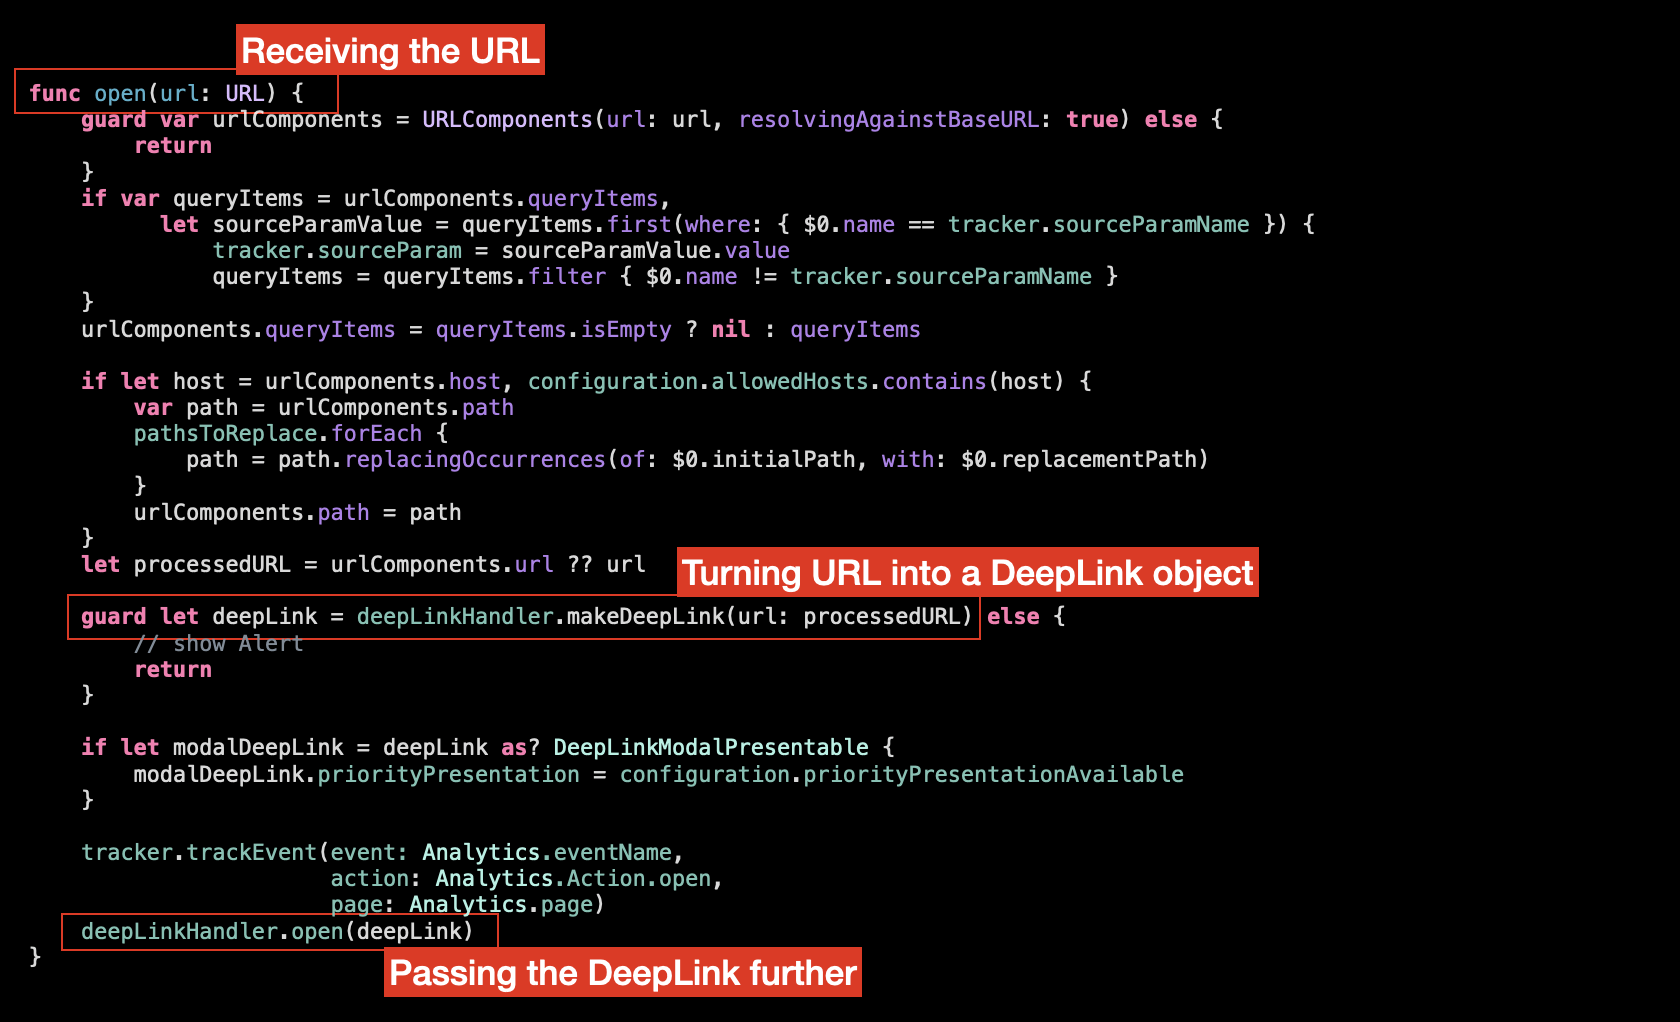 Receiving the URL
func open(url: URL) {
    guard var urlComponents = URLComponents(url: url, resolvingAgainstBaseURL: true) else {
        return
    }
    if var queryItems = urlComponents.queryItems,
          let sourceParamValue = queryItems.first(where: { $0.name == tracker.sourceParamName }) {
              tracker.sourceParam = sourceParamValue.value
              queryItems = queryItems.filter { $0.name != tracker.sourceParamName }
    }
    urlComponents.queryItems = queryItems.isEmpty ? nil : queryItems

    if let host = urlComponents.host, configuration.allowedHosts.contains(host) {
        var path = urlComponents.path
        pathsToReplace.forEach {
            path = path.replacingOccurrences(of: $0.initialPath, with: $0.replacementPath)
        }
        urlComponents.path = path
    }
    let processedURL = urlComponents.url ?? url
Turning URL into a DeepLink object
    guard let deepLink = deepLinkHandler.makeDeepLink(url: processedURL) else {
        // show Alert
        return
    }

    if let modalDeepLink = deepLink as? DeepLinkModalPresentable {
        modalDeepLink.priorityPresentation = configuration.priorityPresentationAvailable
    }

    tracker.trackEvent(event: Analytics.eventName,
                       action: Analytics.Action.open,
                       page: Analytics.page)
    deepLinkHandler.open(deepLink)
}
Passing the DeepLink further